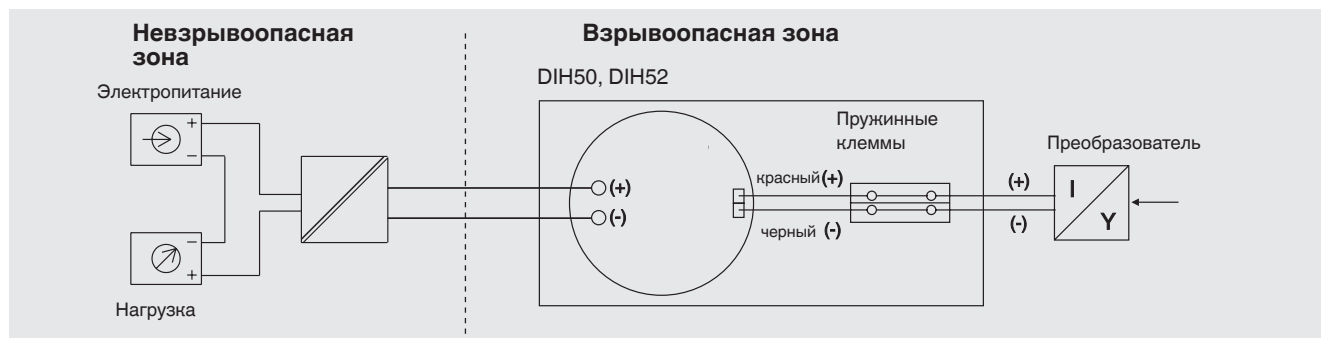 Невзрывоопасная
зона
Взрывоопасная зона
DIH50, DIH52
Электропитание
+
−
−
+
Нагрузка
(+)
(-)
Пружинные
клеммы
красный(+)
черный (-)
(+)
(-)
Преобразователь
I
Y